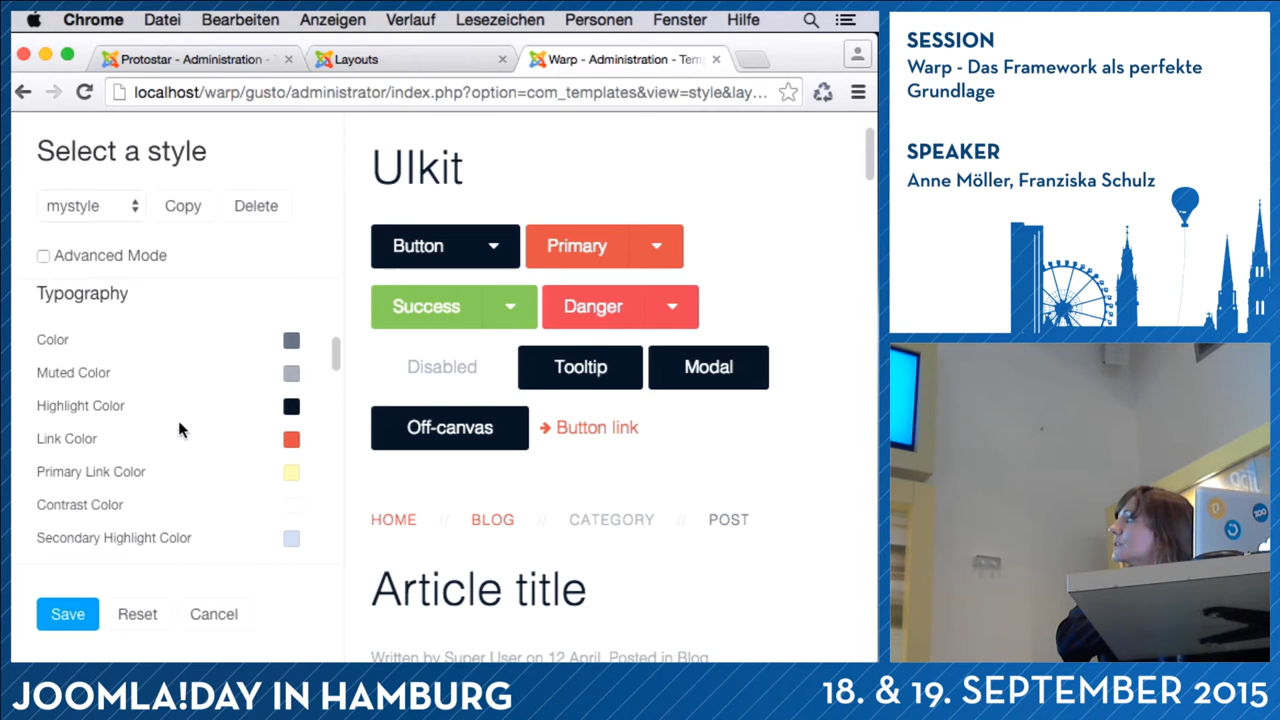 Chrome Datei Bearbeiten Anzeigen Verlauf Lesezeichen Personen Fenster Hilfe
Protostar - Administration - Layouts Warp - Administration - Tem
localhost/warp/gusto/administrator/index.php?option=com_templates&view=style&lay...
Select a style
mystyle Copy Delete
Advanced Mode
Typography
Color
Muted Color
Highlight Color
Link Color
Primary Link Color
Contrast Color
Secondary Highlight Color
Save Reset Cancel
UIkit
Button Primary
Success Danger
Disabled Tooltip Modal
Off-canvas Button link
HOME // BLOG // CATEGORY // POST
Article title
Written by Super User on 12 April. Posted in Blog
SESSION
Warp - Das Framework als perfekte
Grundlage
SPEAKER
Anne Möller, Franziska Schulz
ZOO
JOOMLA!DAY IN HAMBURG
18. & 19. SEPTEMBER 2015